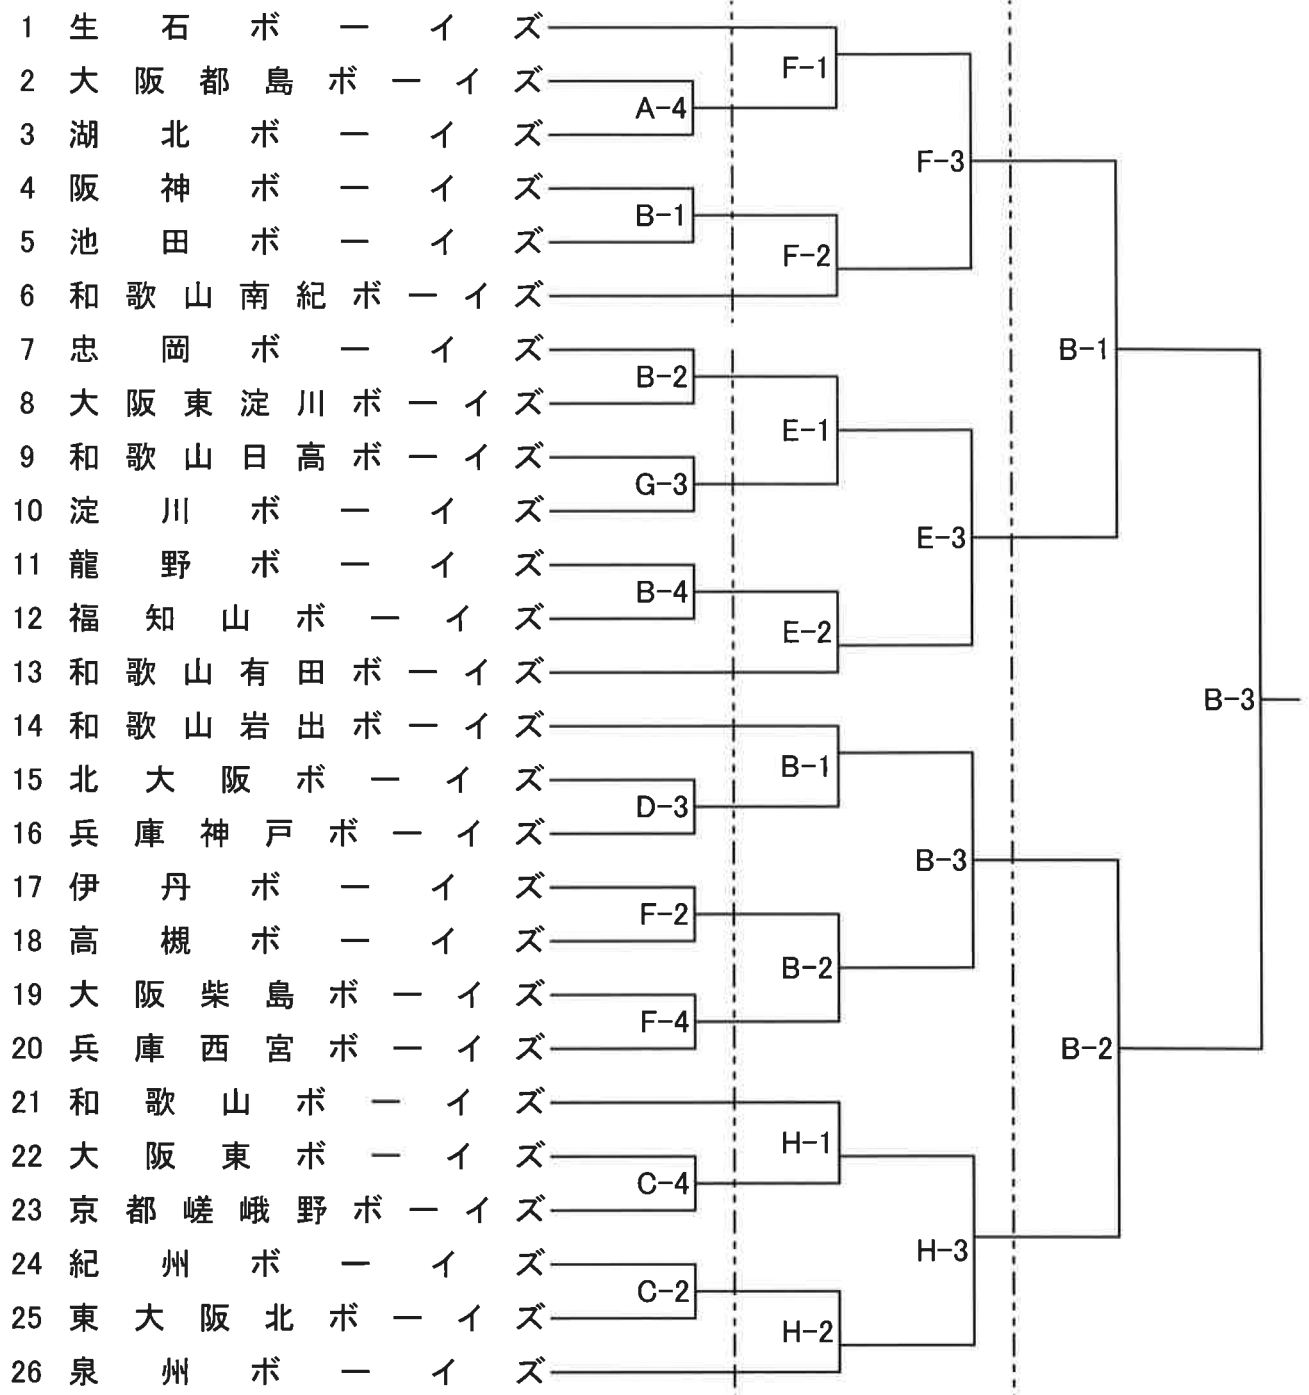 1 生石ボーイズ
F-1
2 大阪都島ボーイズ
A-4
3 湖北ボーイズ
F-3
4 阪神ボーイズ
B-1
5 池田ボーイズ
F-2
6 和歌山南紀ボーイズ
7 忠岡ボーイズ
B-1
B-2
8 大阪東淀川ボーイズ
E-1
9 和歌山日高ボーイズ
G-3
10 淀川ボーイズ
E-3
11 龍野ボーイズ
B-4
12 福知山ボーイズ
E-2
13 和歌山有田ボーイズ
B-3
14 和歌山岩出ボーイズ
B-1
15 北大阪ボーイズ
D-3
16 兵庫神戸ボーイズ
B-3
17 伊丹ボーイズ
F-2
18 高槻ボーイズ
B-2
19 大阪柴島ボーイズ
F-4
20 兵庫西宮ボーイズ
B-2
21 和歌山ボーイズ
H-1
22 大阪東ボーイズ
C-4
23 京都嵯峨野ボーイズ
H-3
24 紀州ボーイズ
C-2
25 東大阪北ボーイズ
H-2
26 泉州ボーイズ